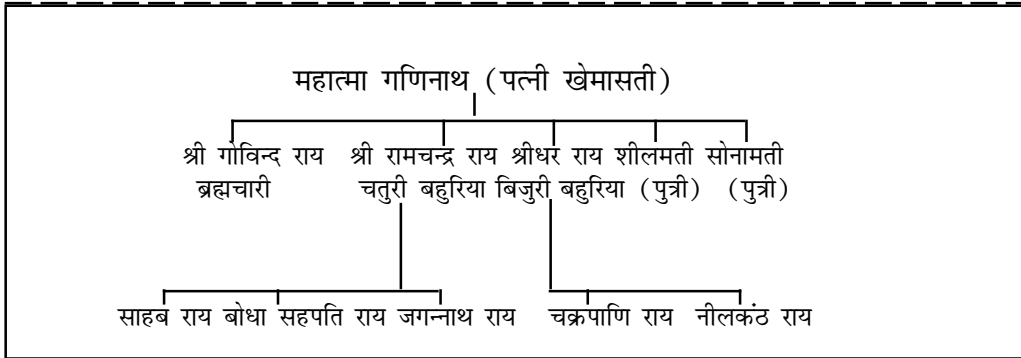 महात्मा गणिनाथ (पत्नी खेमासती)
श्री गोविन्द राय श्री रामचन्द्र राय श्रीधर राय शीलमती सोनामती
ब्रह्मचारी चतुरी बहुरिया बिजुरी बहुरिया (पुत्री) (पुत्री)
साहब राय बोधा सहपति राय जगन्नाथ राय चक्रपाणि राय नीलकंठ राय